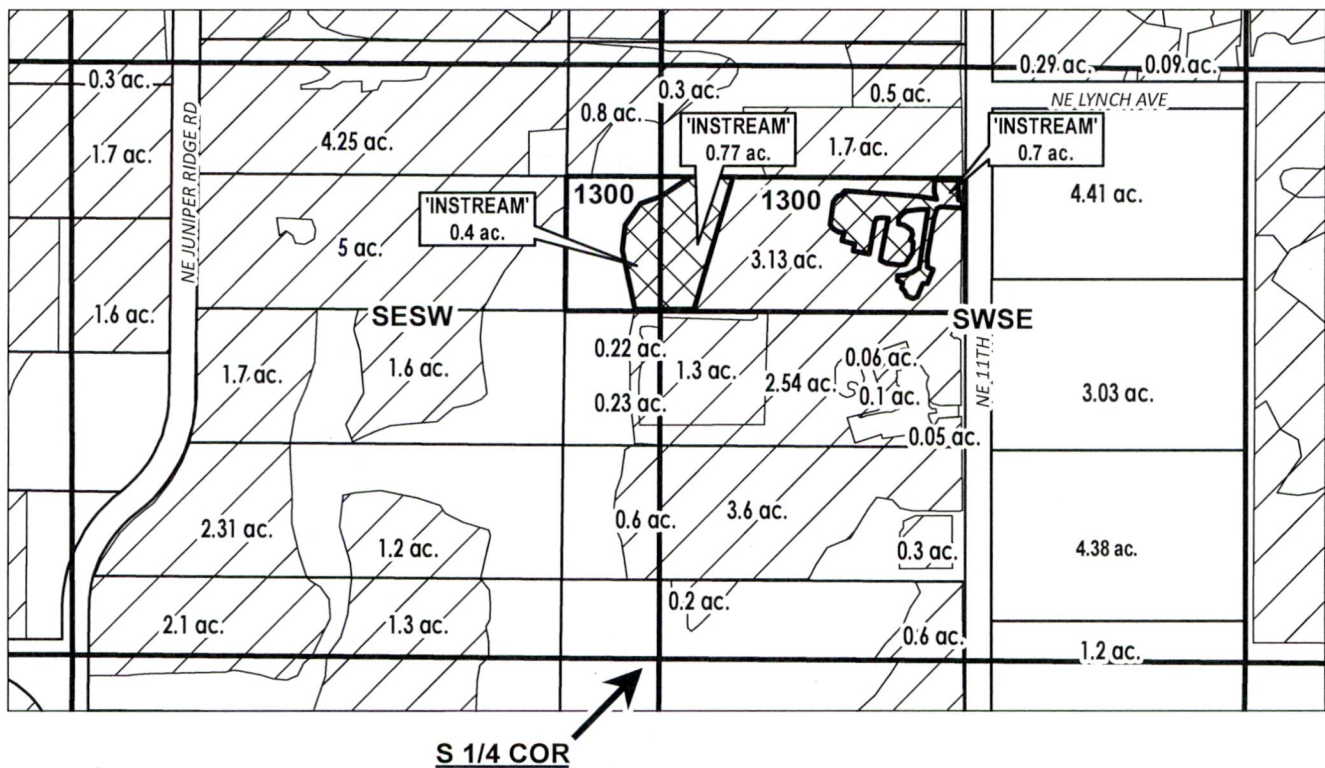 0.3 ac.
0.29 ac.
0.09 ac.
NE LYNCH AVE
0.3 ac.
0.5 ac.
0.8 ac.
NE JUNIPER RIDGE RD
4.25 ac.
1.7 ac.
'INSTREAM'
0.77 ac.
1.7 ac.
'INSTREAM'
0.7 ac.
1300
1300
4.41 ac.
'INSTREAM'
0.4 ac.
5 ac.
3.13 ac.
1.6 ac.
SESW
SWSE
NE 11TH
0.22 ac.
1.3 ac.
0.06 ac.
1.7 ac.
1.6 ac.
2.54 ac.
0.1 ac.
3.03 ac.
0.23 ac.
0.05 ac.
2.31 ac.
1.2 ac.
0.6 ac.
3.6 ac.
0.3 ac.
4.38 ac.
0.2 ac.
2.1 ac.
1.3 ac.
0.6 ac.
1.2 ac.
S 1/4 COR